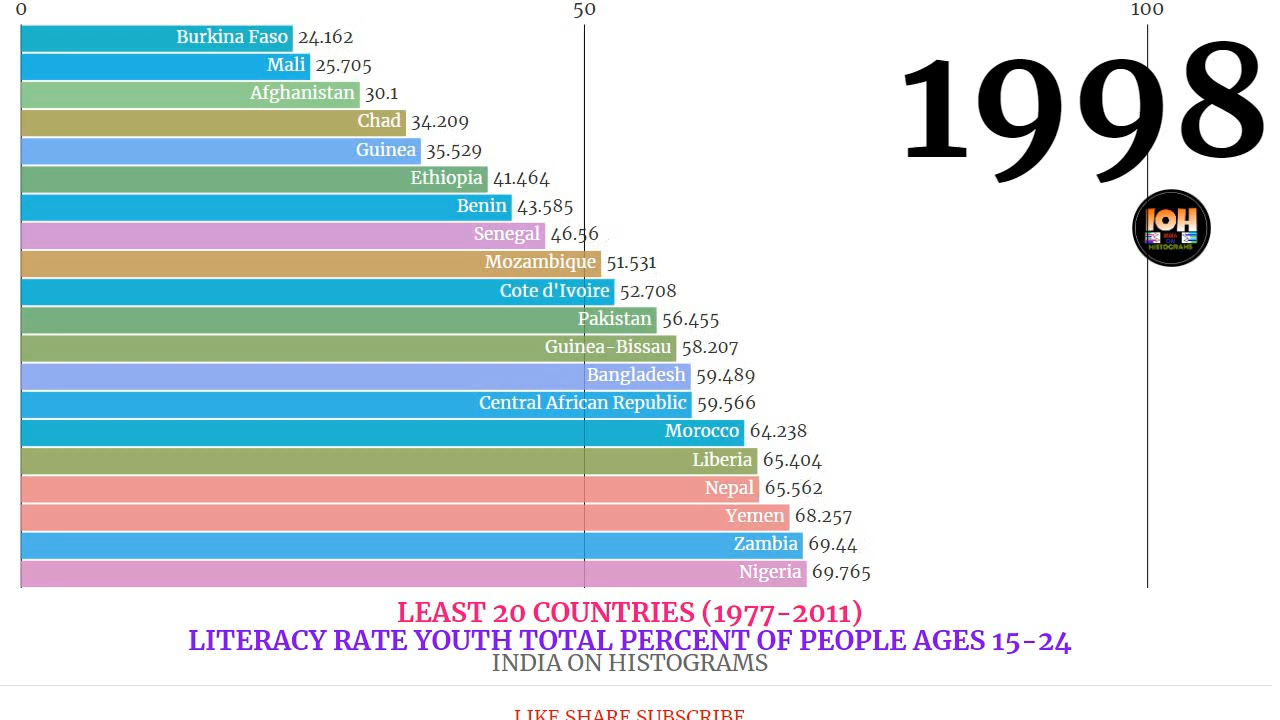 0 50 100
1998
Burkina Faso 24.162
Mali 25.705
Afghanistan 30.1
Chad 34.209
Guinea 35.529
Ethiopia 41.464
Benin 43.585
Senegal 46.56
Mozambique 51.531
Cote d'Ivoire 52.708
Pakistan 56.455
Guinea-Bissau 58.207
Bangladesh 59.489
Central African Republic 59.566
Morocco 64.238
Liberia 65.404
Nepal 65.562
Yemen 68.257
Zambia 69.44
Nigeria 69.765
IOH
INDIA
ON
HISTOGRAMS
LEAST 20 COUNTRIES (1977-2011)
LITERACY RATE YOUTH TOTAL PERCENT OF PEOPLE AGES 15-24
INDIA ON HISTOGRAMS
LIKE SHARE SUBSCRIBE